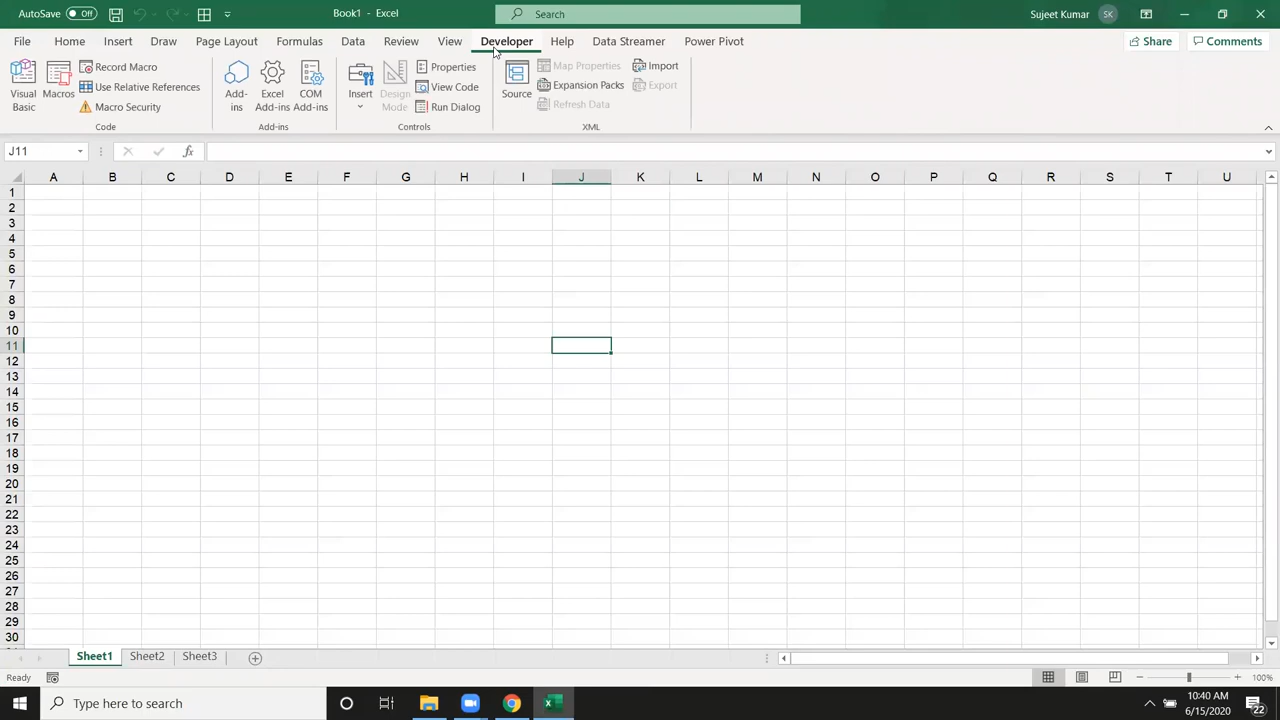 AutoSave Off Book1 - Excel Search Sujeet Kumar SK
File Home Insert Draw Page Layout Formulas Data Review View Developer Help Data Streamer Power Pivot Share Comments
Visual Basic
Macros
Record Macro
Use Relative References
Macro Security
Code
Add-ins
Excel Add-ins
COM Add-ins
Add-ins
Insert
Design Mode
Properties
View Code
Run Dialog
Controls
Source
Map Properties
Expansion Packs
Refresh Data
Import
Export
XML
J11 fx
A B C D E F G H I J K L M N O P Q R S T U
1
2
3
4
5
6
7
8
9
10
11
12
13
14
15
16
17
18
19
20
21
22
23
24
25
26
27
28
29
30
Sheet1 Sheet2 Sheet3
Ready 100%
Type here to search
10:40 AM
6/15/2020
22